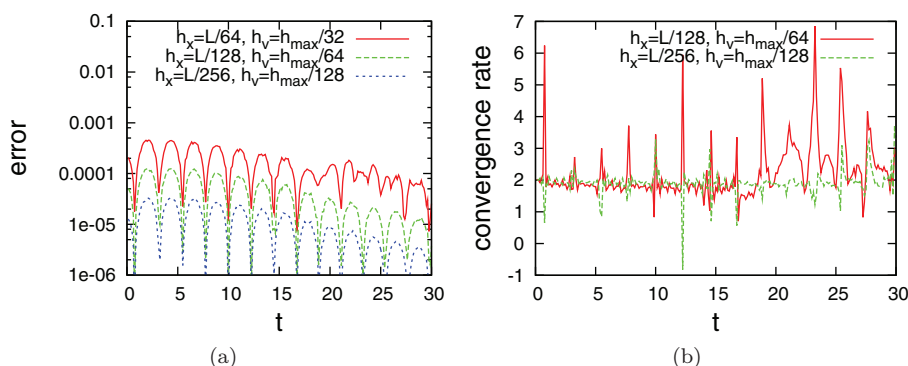 0.1
0.01
0.001
0.0001
1e-05
1e-06
error
h_x=L/64, h_v=h_max/32
h_x=L/128, h_v=h_max/64
h_x=L/256, h_v=h_max/128
0 5 10 15 20 25 30
t
(a)
7
6
5
4
3
2
1
0
-1
convergence rate
h_x=L/128, h_v=h_max/64
h_x=L/256, h_v=h_max/128
0 5 10 15 20 25 30
t
(b)